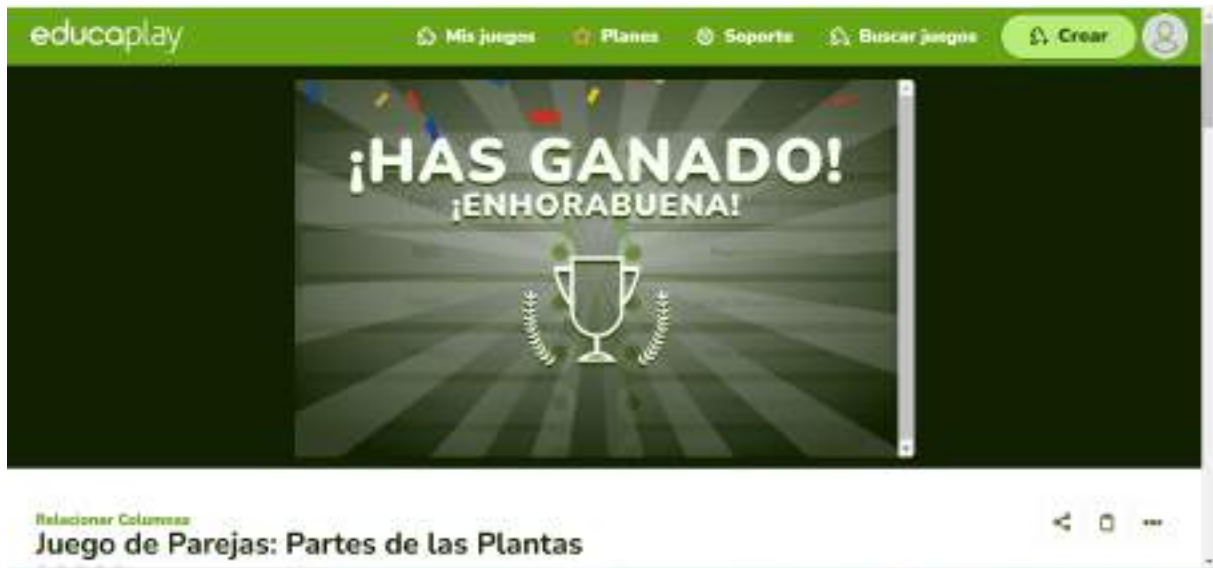 educaplay
Mis juegos Planes Soporte Buscar juegos Crear
¡HAS GANADO!
¡ENHORABUENA!
Relacionar Columnas
Juego de Parejas: Partes de las Plantas